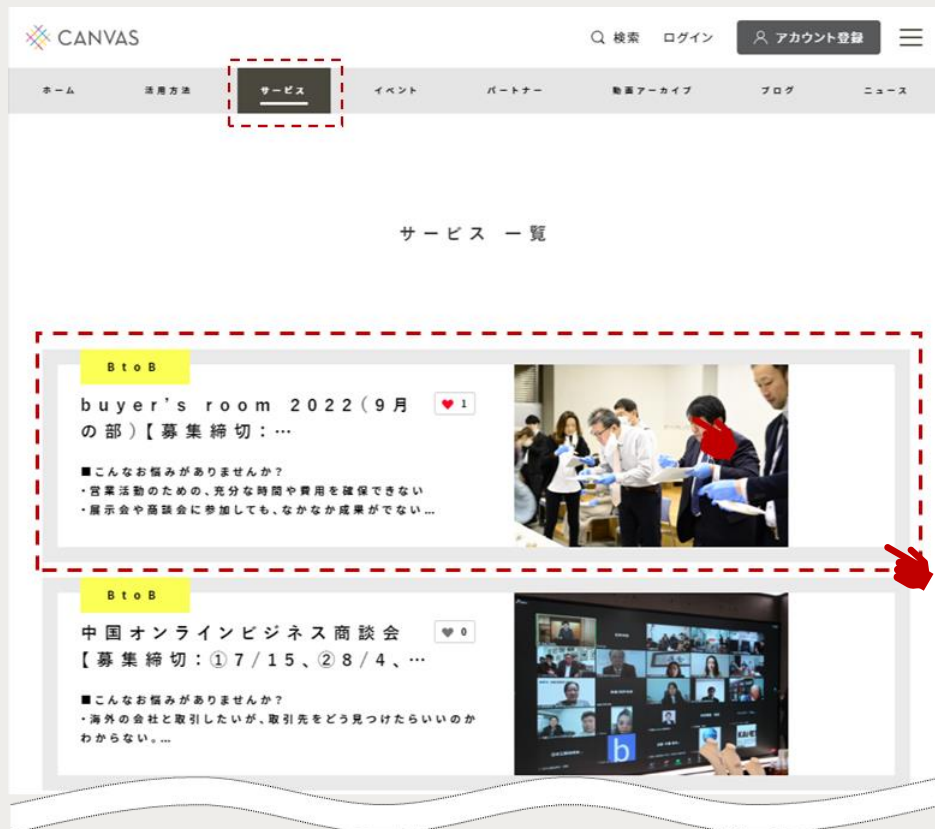 CANVAS
検索 ログイン アカウント登録
ホーム 活用方法 サービス イベント パートナー 動画アーカイブ ブログ ニュース
サービス 一覧
BtoB
buyer's room 2022(9月
の部)【募集締切:…
1
■こんなお悩みがありませんか?
・営業活動のための、充分な時間や費用を確保できない
・展示会や商談会に参加しても、なかなか成果がでない…
BtoB
中国オンラインビジネス商談会
【募集締切:①7/15、②8/4、…
0
■こんなお悩みがありませんか?
・海外の会社と取引したいが、取引先をどう見つけたらいいのか
わからない。…
b